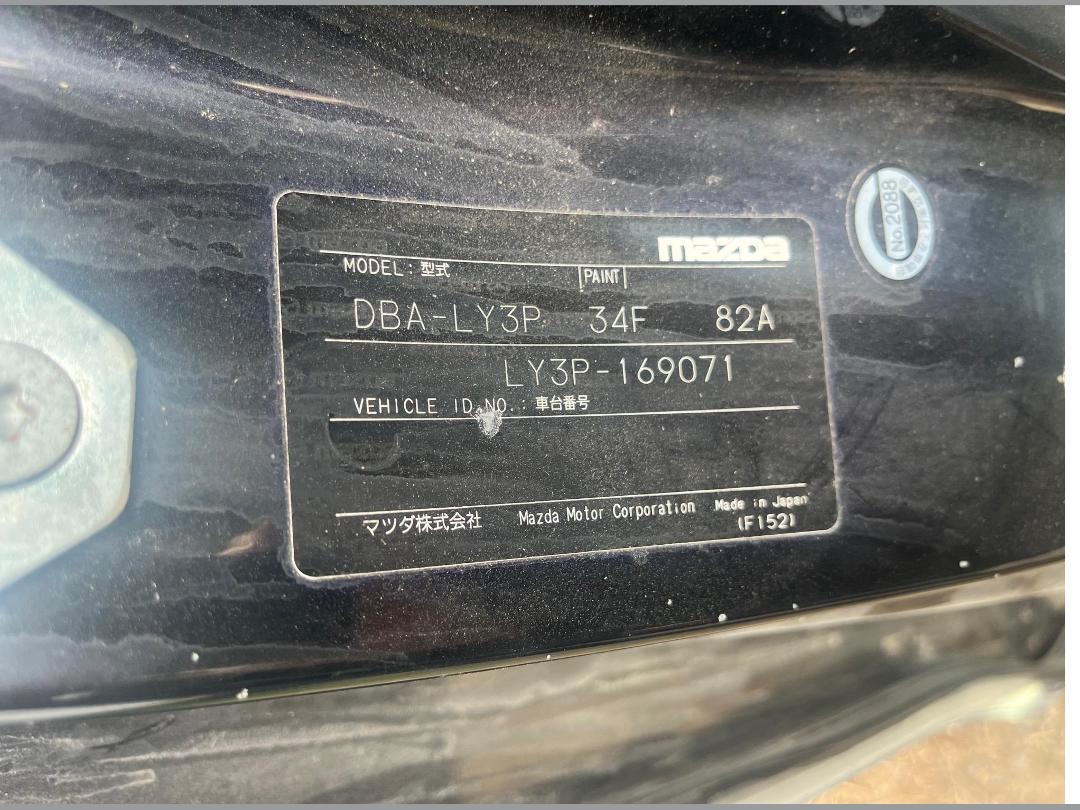 mazda
MODEL : 型式 PAINT
DBA-LY3P 34F 82A
LY3P-169071
VEHICLE ID.NO. : 車台番号
マツダ株式会社 Mazda Motor Corporation Made in Japan
(F152)
No.2088